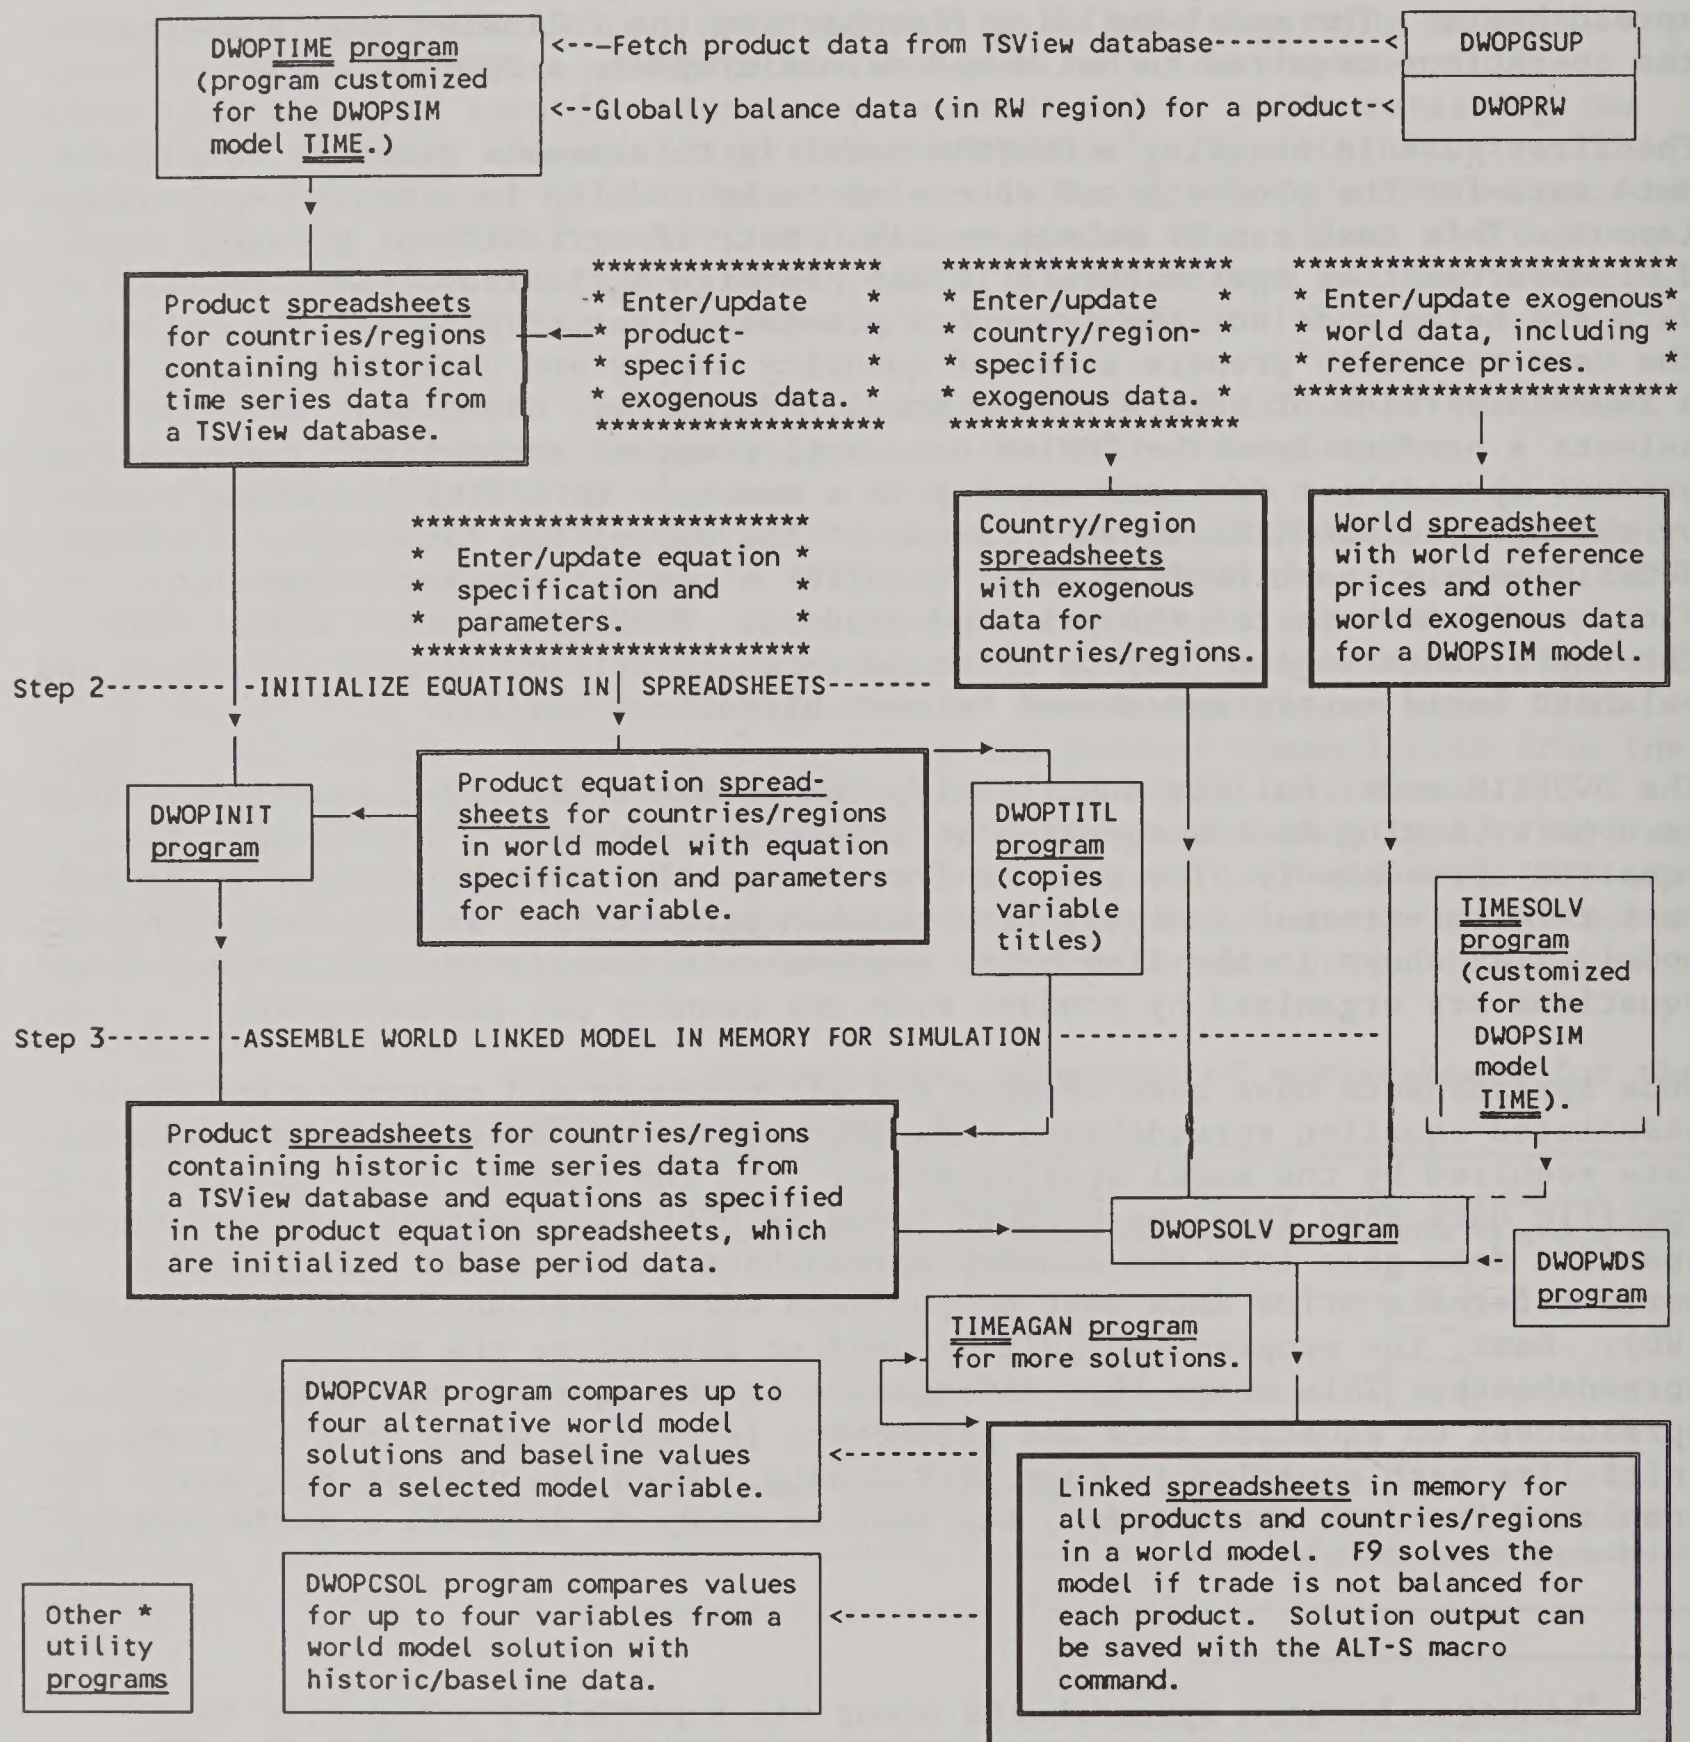 DWOPTIME program
(program customized
for the DWOPSIM
model TIME.)
<---Fetch product data from TSView database-----------<
DWOPGSUP
<--Globally balance data (in RW region) for a product-<
DWOPRW
Product spreadsheets
for countries/regions
containing historical
time series data from
a TSView database.
*******************
-* Enter/update *
* product- *
* specific *
* exogenous data. *
*******************
*******************
* Enter/update *
* country/region- *
* specific *
* exogenous data. *
*******************
*************************
* Enter/update exogenous*
* world data, including *
* reference prices. *
*************************
**************************
* Enter/update equation *
* specification and *
* parameters. *
**************************
Country/region
spreadsheets
with exogenous
data for
countries/regions.
World spreadsheet
with world reference
prices and other
world exogenous data
for a DWOPSIM model.
Step 2--------INITIALIZE EQUATIONS IN SPREADSHEETS-------
DWOPINIT
program
Product equation spread-
sheets for countries/regions
in world model with equation
specification and parameters
for each variable.
DWOPTITL
program
(copies
variable
titles)
TIMESOLV
program
(customized
for the
DWOPSIM
model
TIME).
Step 3--------ASSEMBLE WORLD LINKED MODEL IN MEMORY FOR SIMULATION---------------------
Product spreadsheets for countries/regions
containing historic time series data from
a TSView database and equations as specified
in the product equation spreadsheets, which
are initialized to base period data.
DWOPSOLV program
DWOPWDS
program
TIMEAGAN program
for more solutions.
DWOPCVAR program compares up to
four alternative world model
solutions and baseline values
for a selected model variable.
<---------
Linked spreadsheets in memory for
all products and countries/regions
in a world model. F9 solves the
model if trade is not balanced for
each product. Solution output can
be saved with the ALT-S macro
command.
DWOPCSOL program compares values
for up to four variables from a
world model solution with
historic/baseline data.
<---------
Other *
utility
programs